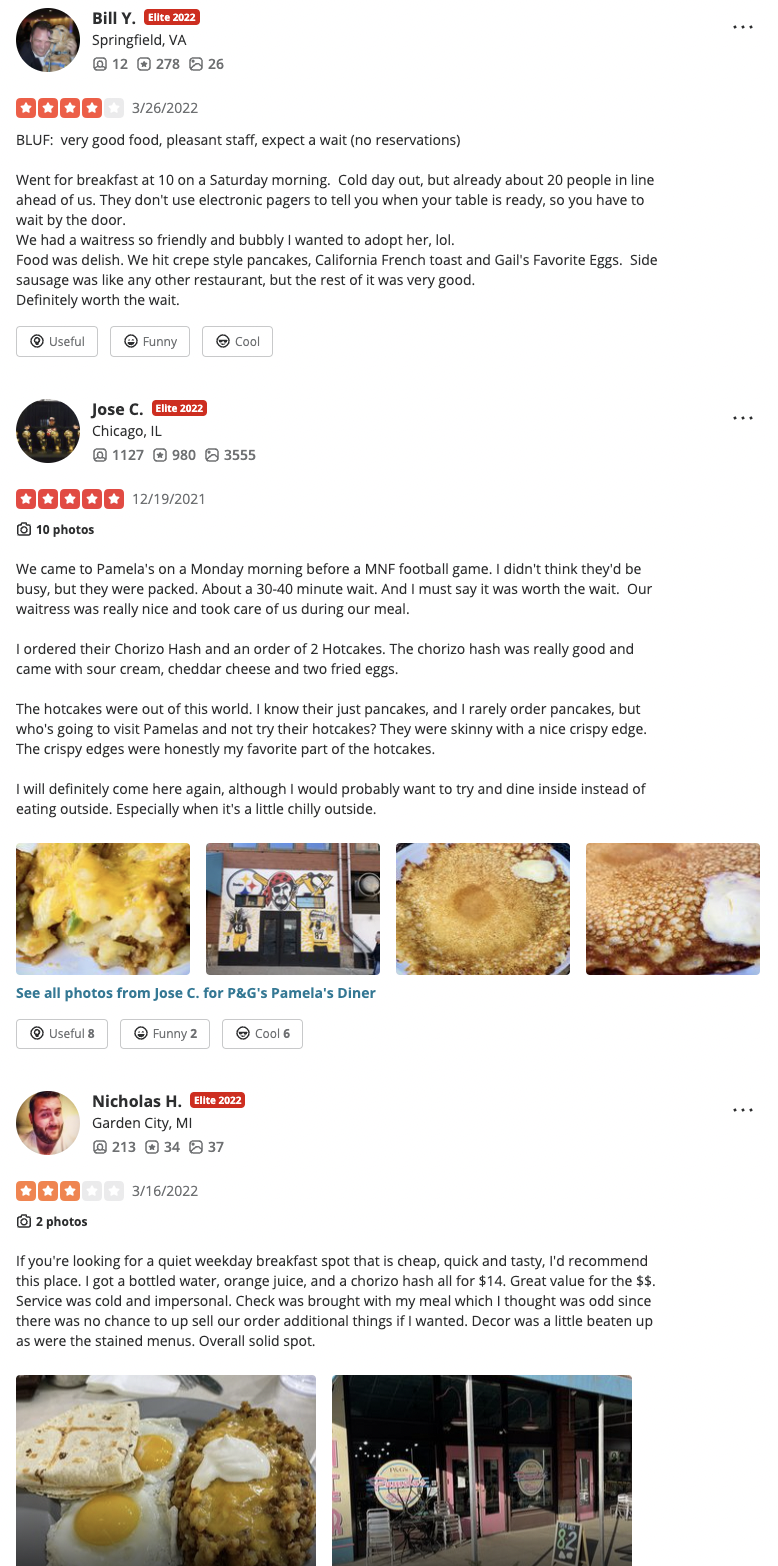 Bill Y. Elite 2022
Springfield, VA
12 278 26
3/26/2022
BLUF:  very good food, pleasant staff, expect a wait (no reservations)
Went for breakfast at 10 on a Saturday morning.  Cold day out, but already about 20 people in line
ahead of us. They don't use electronic pagers to tell you when your table is ready, so you have to
wait by the door.
We had a waitress so friendly and bubbly I wanted to adopt her, lol.
Food was delish. We hit crepe style pancakes, California French toast and Gail's Favorite Eggs.  Side
sausage was like any other restaurant, but the rest of it was very good.
Definitely worth the wait.
Useful Funny Cool
Jose C. Elite 2022
Chicago, IL
1127 980 3555
12/19/2021
10 photos
We came to Pamela's on a Monday morning before a MNF football game. I didn't think they'd be
busy, but they were packed. About a 30-40 minute wait. And I must say it was worth the wait.  Our
waitress was really nice and took care of us during our meal.
I ordered their Chorizo Hash and an order of 2 Hotcakes. The chorizo hash was really good and
came with sour cream, cheddar cheese and two fried eggs.
The hotcakes were out of this world. I know their just pancakes, and I rarely order pancakes, but
who's going to visit Pamelas and not try their hotcakes? They were skinny with a nice crispy edge.
The crispy edges were honestly my favorite part of the hotcakes.
I will definitely come here again, although I would probably want to try and dine inside instead of
eating outside. Especially when it's a little chilly outside.
See all photos from Jose C. for P&G's Pamela's Diner
Useful 8 Funny 2 Cool 6
Nicholas H. Elite 2022
Garden City, MI
213 34 37
3/16/2022
2 photos
If you're looking for a quiet weekday breakfast spot that is cheap, quick and tasty, I'd recommend
this place. I got a bottled water, orange juice, and a chorizo hash all for $14. Great value for the $$.
Service was cold and impersonal. Check was brought with my meal which I thought was odd since
there was no chance to up sell our order additional things if I wanted. Decor was a little beaten up
as were the stained menus. Overall solid spot.